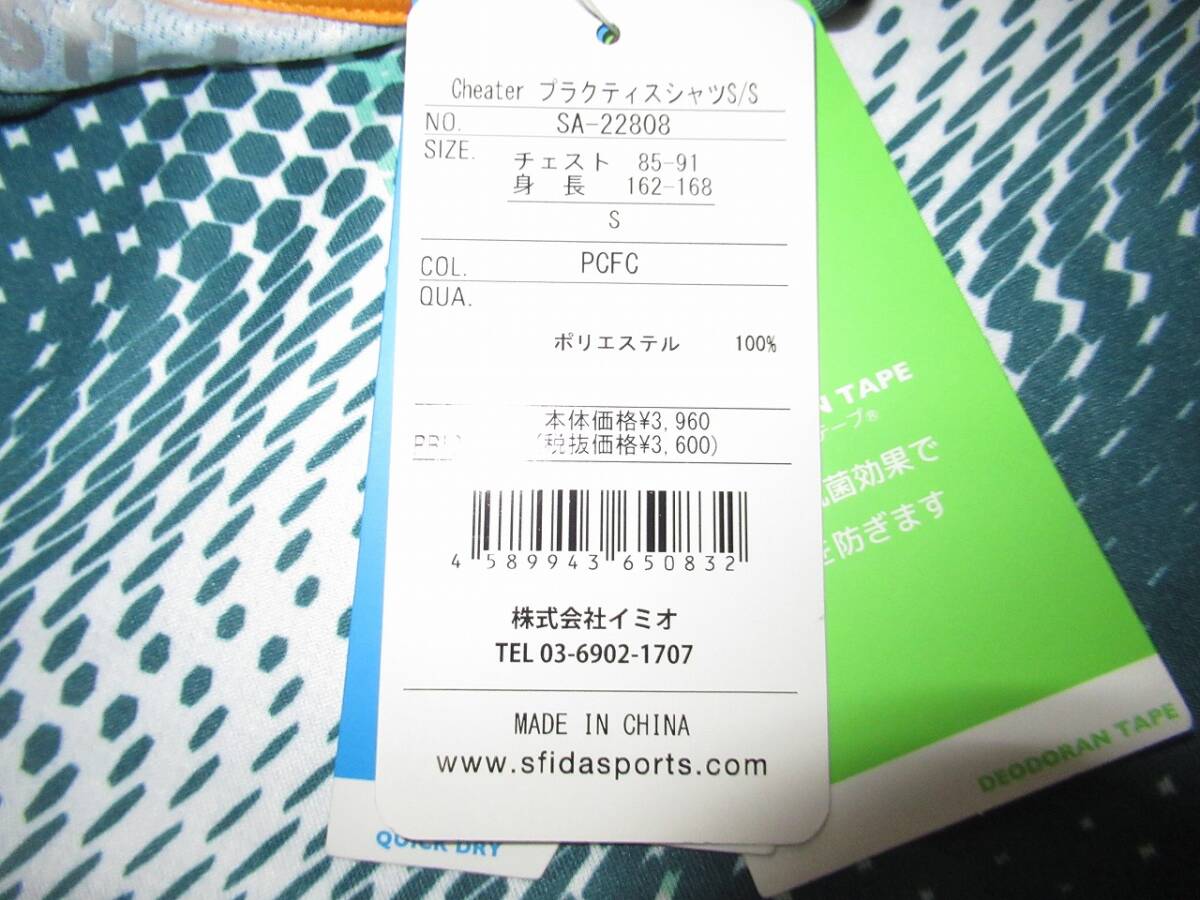 Cheater プラクティスシャツS/S
NO. SA-22808
SIZE. チェスト 85-91
身 長 162-168
S
COL. PCFC
QUA.
ポリエステル 100%
本体価格¥3,960
(税抜価格¥3,600)
4 589943 650832
株式会社イミオ
TEL 03-6902-1707
MADE IN CHINA
www.sfidasports.com
QUICK DRY
TAPE
テープ®
菌効果で
を防ぎます
DEODORAN TAPE